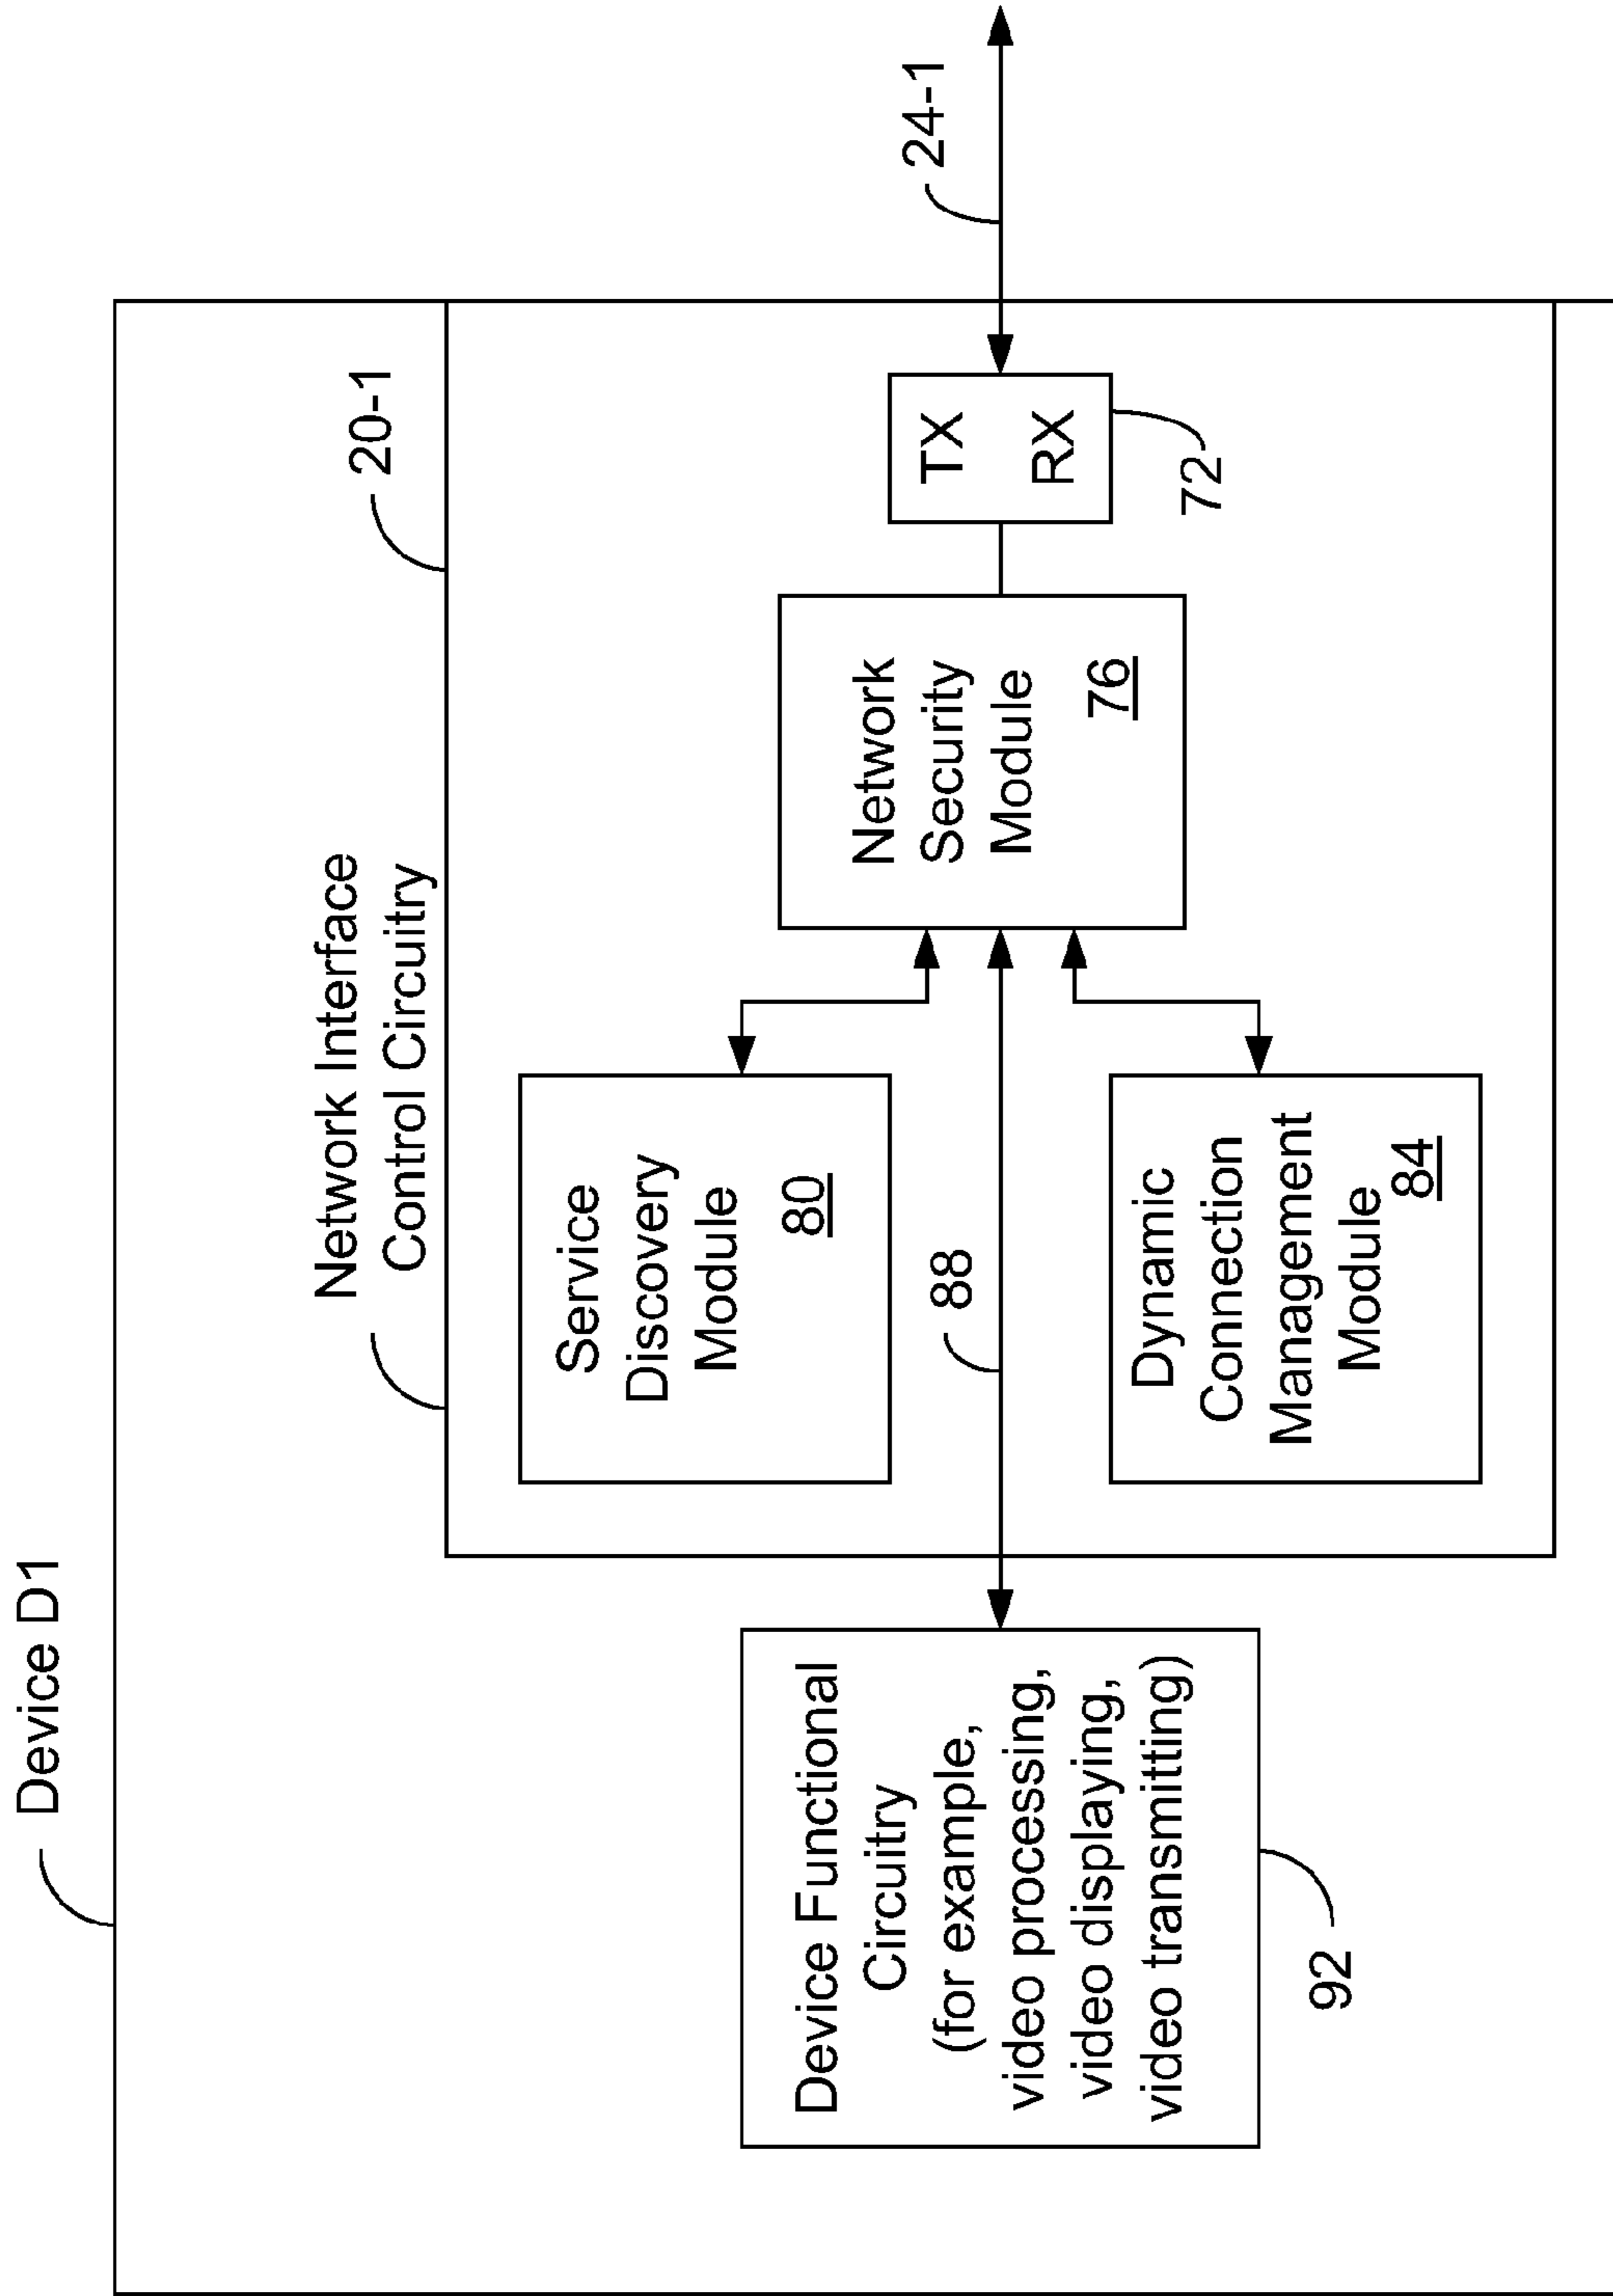 Device D1
Network Interface
Control Circuitry
20-1
24-1
Device Functional
Circuitry
(for example,
video processing,
video displaying,
video transmitting)
92
Service
Discovery
Module
80
88
Dynamic
Connection
Management
Module
84
Network
Security
Module
76
TX
RX
72